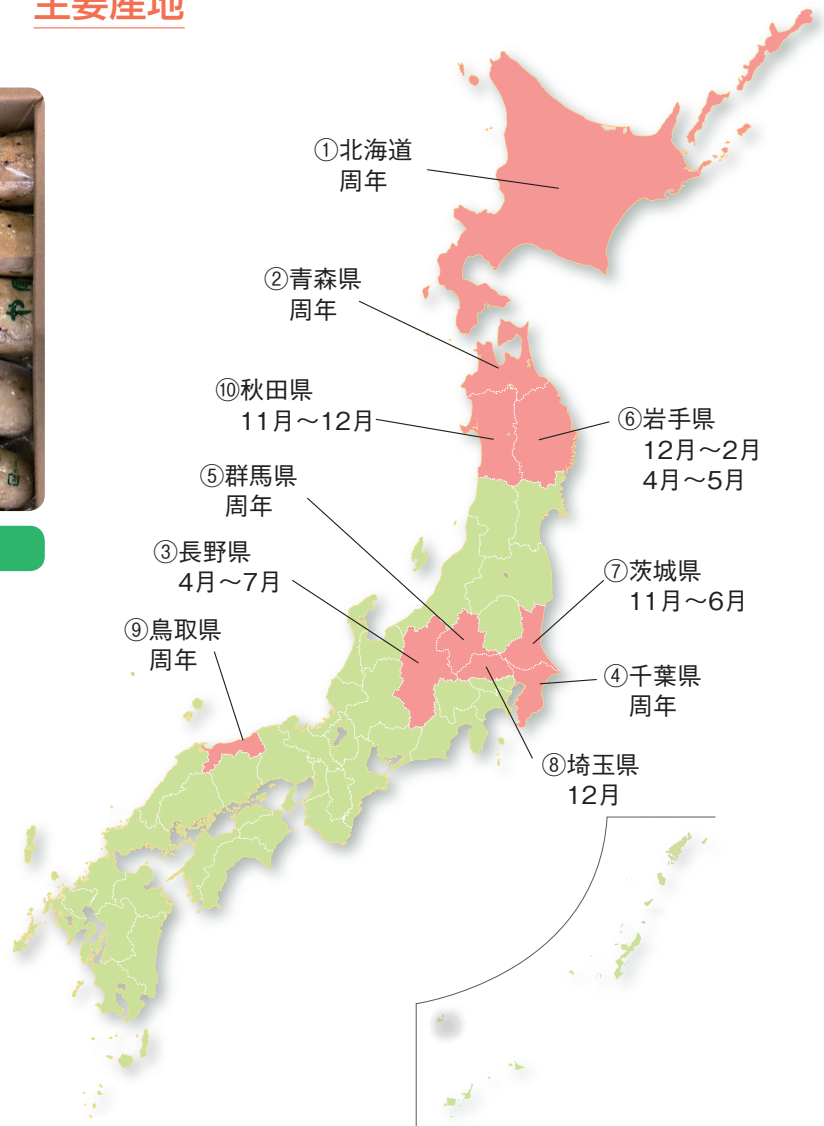 主要産地
①北海道
周年
②青森県
周年
⑩秋田県
11月〜12月
⑥岩手県
12月〜2月
4月〜5月
⑤群馬県
周年
③長野県
4月〜7月
⑦茨城県
11月〜6月
⑨鳥取県
周年
④千葉県
周年
⑧埼玉県
12月